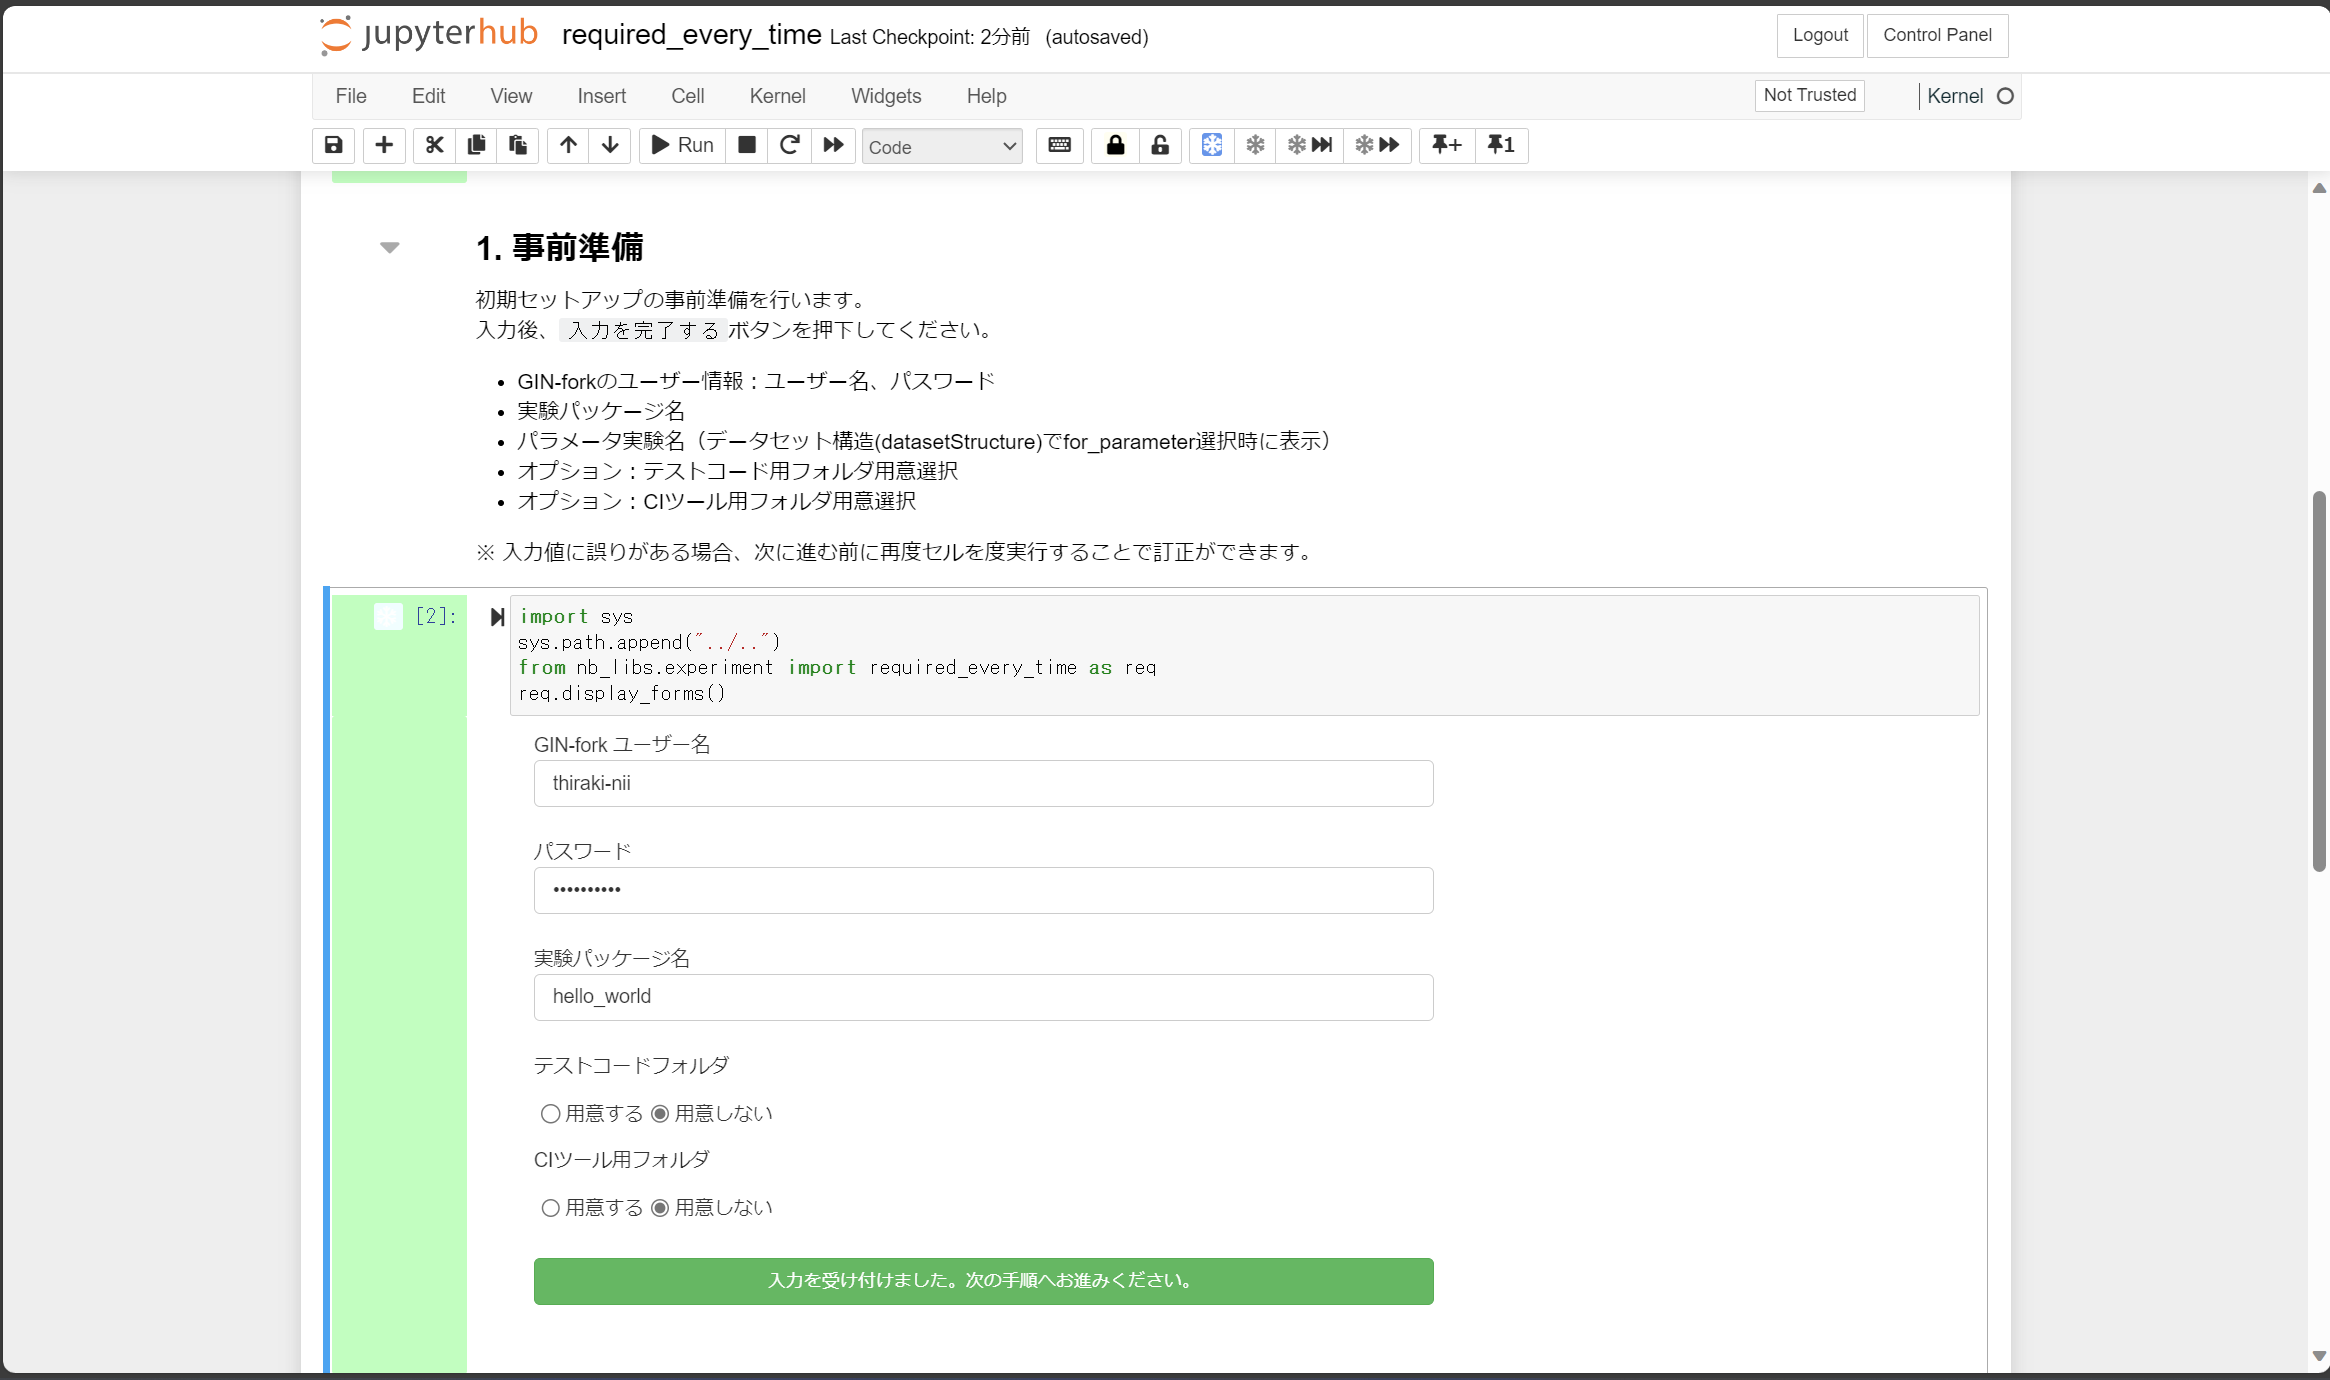 jupyterhub required_every_time Last Checkpoint: 2分前 (autosaved) Logout Control Panel
File Edit View Insert Cell Kernel Widgets Help Not Trusted Kernel
Run Code 1
1. 事前準備
初期セットアップの事前準備を行います。
入力後、 入力を完了する ボタンを押下してください。
• GIN-forkのユーザー情報：ユーザー名、パスワード
• 実験パッケージ名
• パラメータ実験名（データセット構造(datasetStructure)でfor_parameter選択時に表示）
• オプション：テストコード用フォルダ用意選択
• オプション：CIツール用フォルダ用意選択
※ 入力値に誤りがある場合、次に進む前に再度セルを度実行することで訂正ができます。
[2]: import sys
sys.path.append("../..")
from nb_libs.experiment import required_every_time as req
req.display_forms()
GIN-fork ユーザー名
thiraki-nii
パスワード
••••••••••
実験パッケージ名
hello_world
テストコードフォルダ
用意する 用意しない
CIツール用フォルダ
用意する 用意しない
入力を受け付けました。次の手順へお進みください。